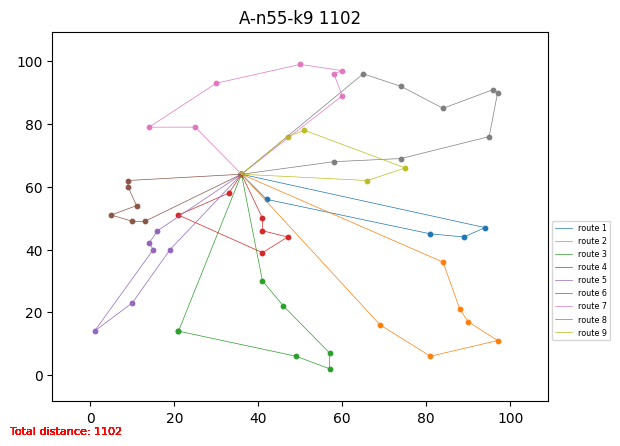 A-n55-k9 1102
100
80
60
40
20
0
0 20 40 60 80 100
route 1
route 2
route 3
route 4
route 5
route 6
route 7
route 8
route 9
Total distance: 1102